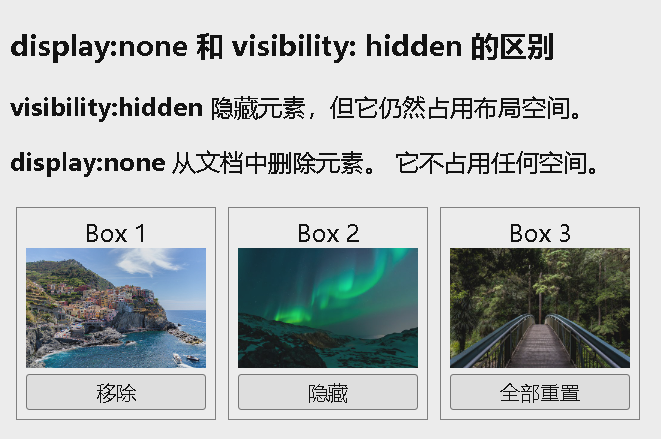 display:none 和 visibility: hidden 的区别
visibility:hidden 隐藏元素，但它仍然占用布局空间。
display:none 从文档中删除元素。 它不占用任何空间。
Box 1
Box 2
Box 3
移除
隐藏
全部重置